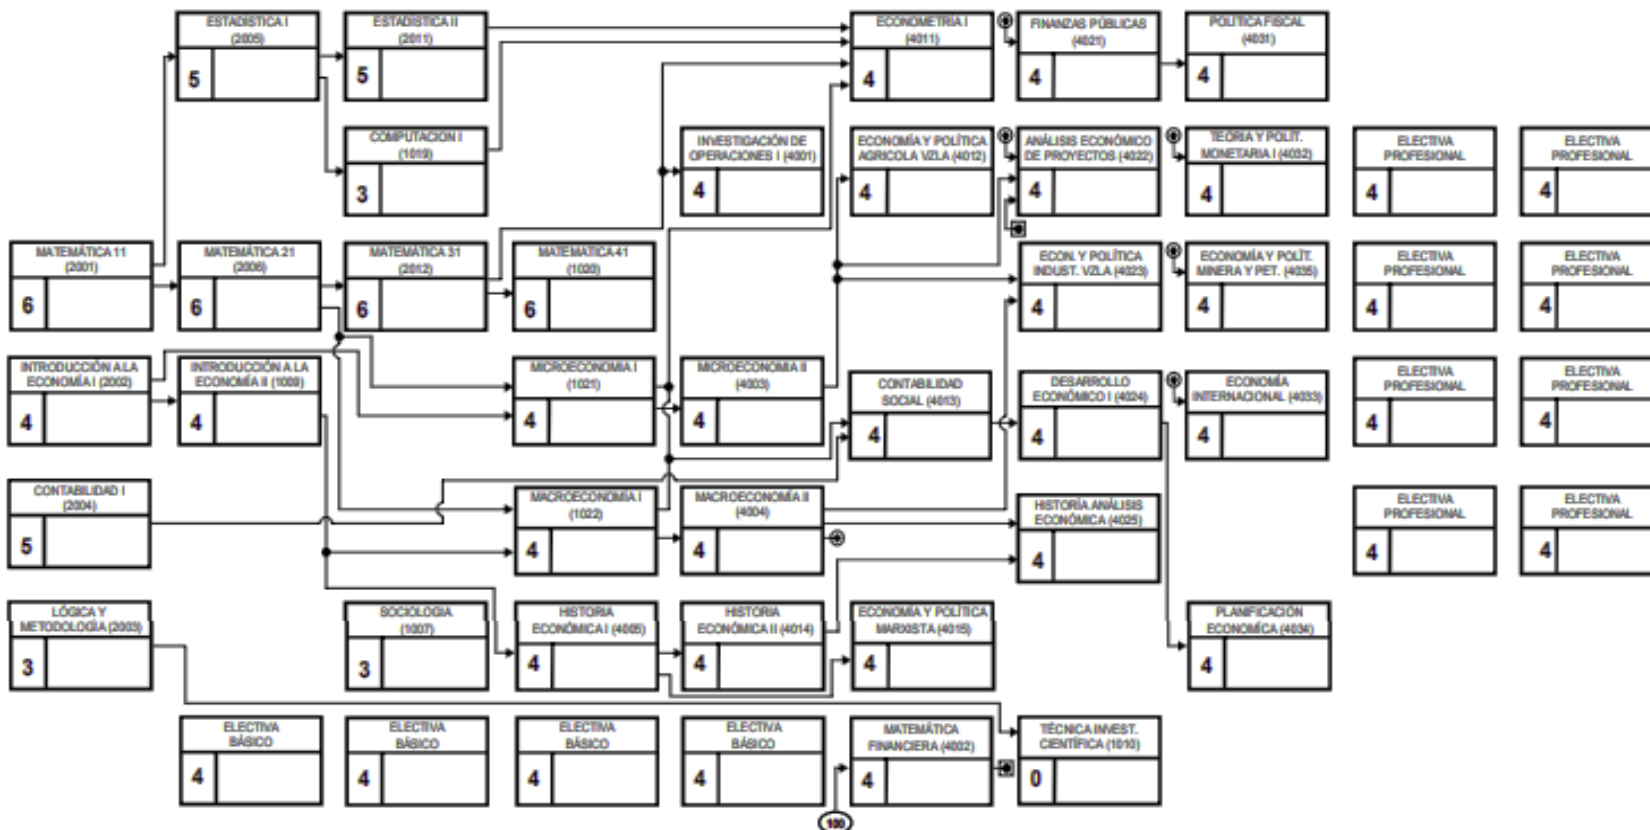 ESTADÍSTICA I
(2005)
5
ESTADÍSTICA II
(2011)
5
ECONOMETRIA I
(4011)
4
FINANZAS PÚBLICAS
(4021)
4
POLÍTICA FISCAL
(4031)
4
COMPUTACION I
(1019)
3
INVESTIGACIÓN DE
OPERACIONES I (4001)
4
ECONOMÍA Y POLÍTICA
AGRICOLA VZLA (4012)
4
ANÁLISIS ECONÓMICO
DE PROYECTOS (4022)
4
TEORIA Y POLIT.
MONETARIA I (4032)
4
ELECTIVA
PROFESIONAL
4
ELECTIVA
PROFESIONAL
4
MATEMÁTICA 11
(2001)
6
MATEMÁTICA 21
(2006)
6
MATEMÁTICA 31
(2012)
6
MATEMATICA 41
(1020)
6
ECON. Y POLÍTICA
INDUST. VZLA (4023)
4
ECONOMÍA Y POLÍT.
MINERA Y PET. (4035)
4
ELECTIVA
PROFESIONAL
4
ELECTIVA
PROFESIONAL
4
INTRODUCCIÓN A LA
ECONOMÍA I (2002)
4
INTRODUCCIÓN A LA
ECONOMÍA II (1009)
4
MICROECONOMIA I
(1021)
4
MICROECONOMIA II
(4003)
4
CONTABILIDAD
SOCIAL (4013)
4
DESARROLLO
ECONÓMICO I (4024)
4
ECONOMÍA
INTERNACIONAL (4033)
4
ELECTIVA
PROFESIONAL
4
ELECTIVA
PROFESIONAL
4
CONTABILIDAD I
(2004)
5
MACROECONOMÍA I
(1022)
4
MACROECONOMÍA II
(4004)
4
HISTORÍA ANÁLISIS
ECONÓMICA (4025)
4
ELECTIVA
PROFESIONAL
4
ELECTIVA
PROFESIONAL
4
LÓGICA Y
METODOLOGÍA (2003)
3
SOCIOLOGIA
(1007)
3
HISTORIA
ECONÓMICA I (4005)
4
HISTORIA
ECONÓMICA II (4014)
4
ECONOMÍA Y POLÍTICA
MARXISTA (4015)
4
PLANIFICACIÓN
ECONOMÍCA (4034)
4
ELECTIVA
BÁSICO
4
ELECTIVA
BÁSICO
4
ELECTIVA
BÁSICO
4
ELECTIVA
BÁSICO
4
MATEMÁTICA
FINANCIERA (4002)
4
TÉCNICA INVEST.
CIENTÍFICA (1010)
0
100